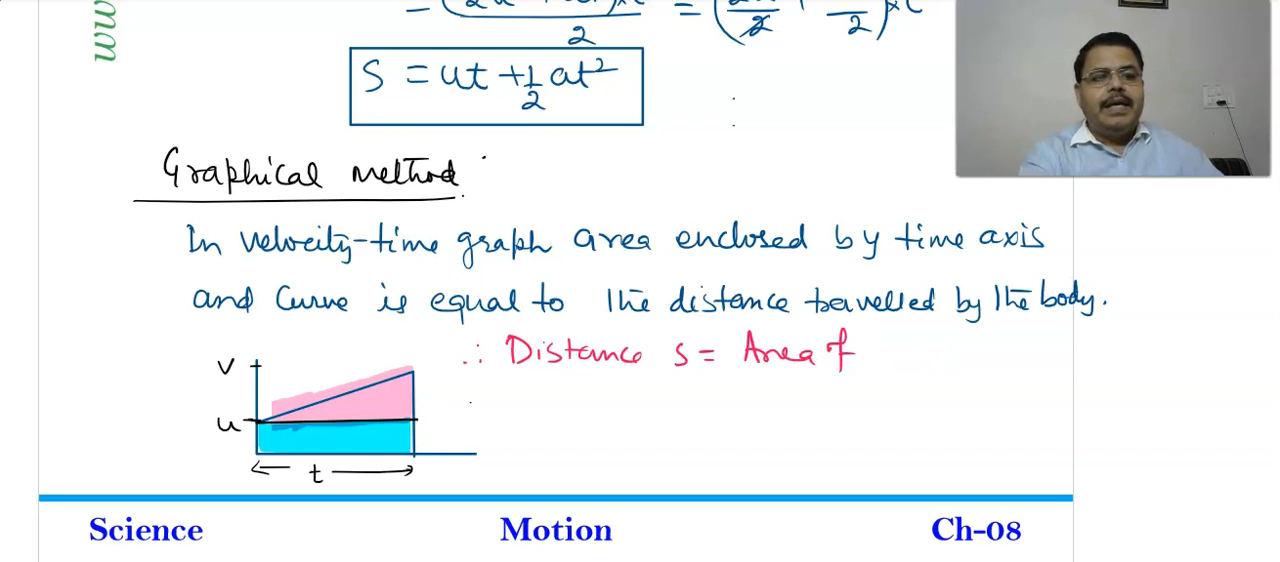 www
S = ut + 1/2 at²
Graphical method :
In velocity-time graph area enclosed by time axis
and curve is equal to the distance travelled by the body.
∴ Distance s = Area of
v
u
t
Science Motion Ch-08